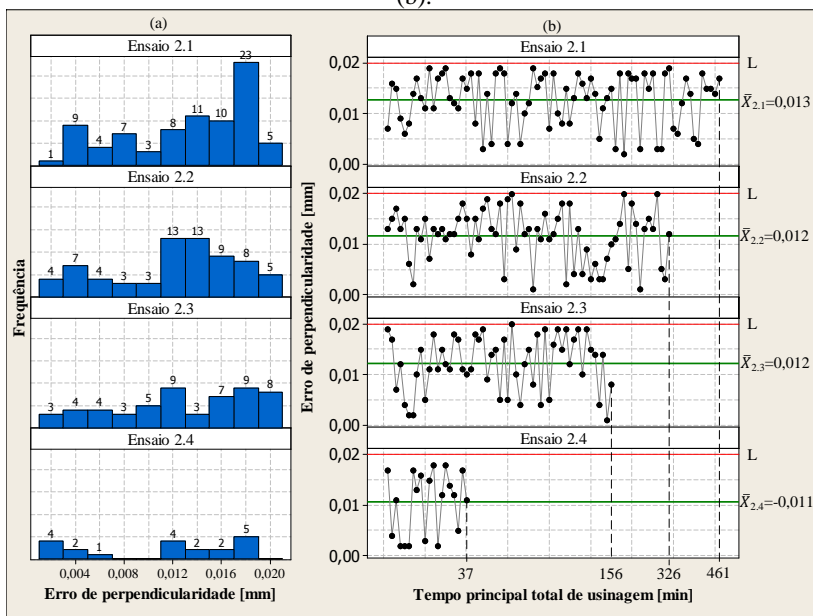 (b).
(a)
(b)
Ensaio 2.1
1 9 4 7 3 8 11 10 23 5
Ensaio 2.2
4 7 4 3 3 13 13 9 8 5
Ensaio 2.3
3 4 4 3 5 9 3 7 9 8
Ensaio 2.4
4 2 1 4 2 2 5
Frequência
0,004 0,008 0,012 0,016 0,020
Erro de perpendicularidade [mm]
Ensaio 2.1
0,02
0,01
0,00
L
X̄2.1=0,013
Ensaio 2.2
0,02
0,01
0,00
L
X̄2.2=0,012
Ensaio 2.3
0,02
0,01
0,00
L
X̄2.3=0,012
Ensaio 2.4
0,02
0,01
0,00
L
X̄2.4=-0,011
Erro de perpendicularidade [mm]
37 156 326 461
Tempo principal total de usinagem [min]